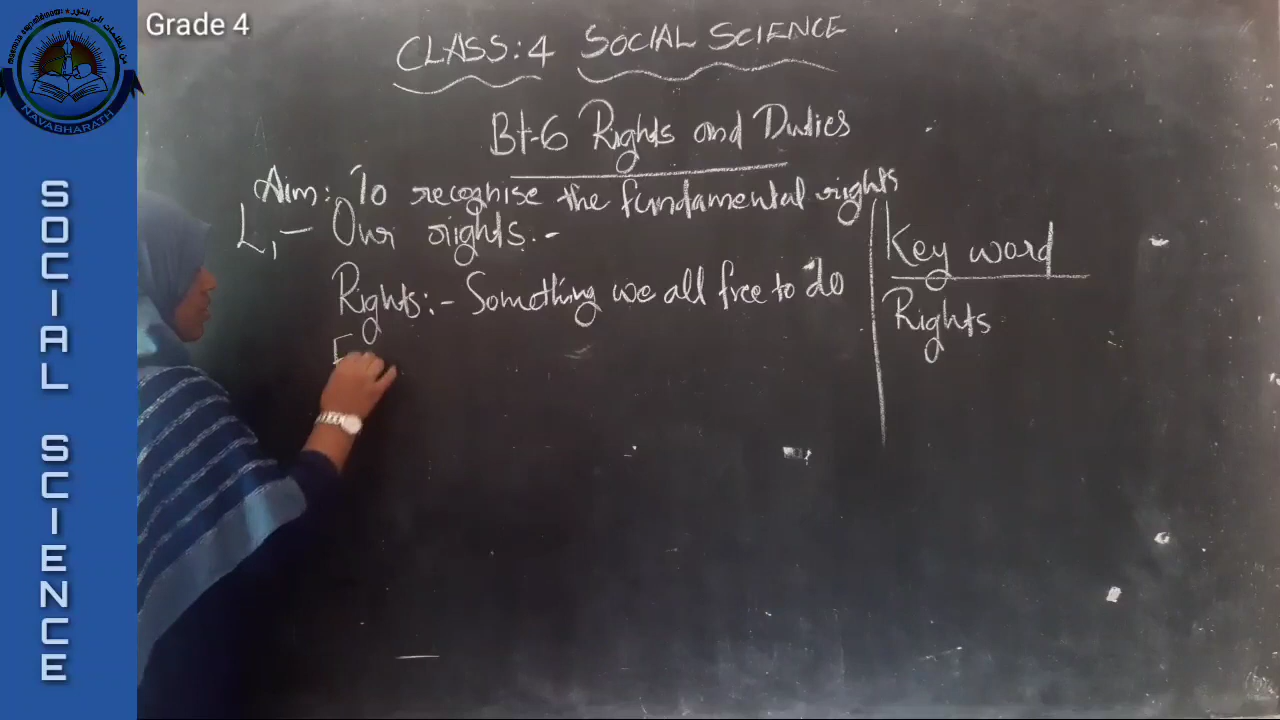 Grade 4
NAVABHARATH
SOCIAL SCIENCE
CLASS: 4 SOCIAL SCIENCE
Bt-6 Rights and Duties
Aim: To recognise the fundamental rights
L1 - Our rights :-
Rights :- Something we all free to do
Key word
Rights